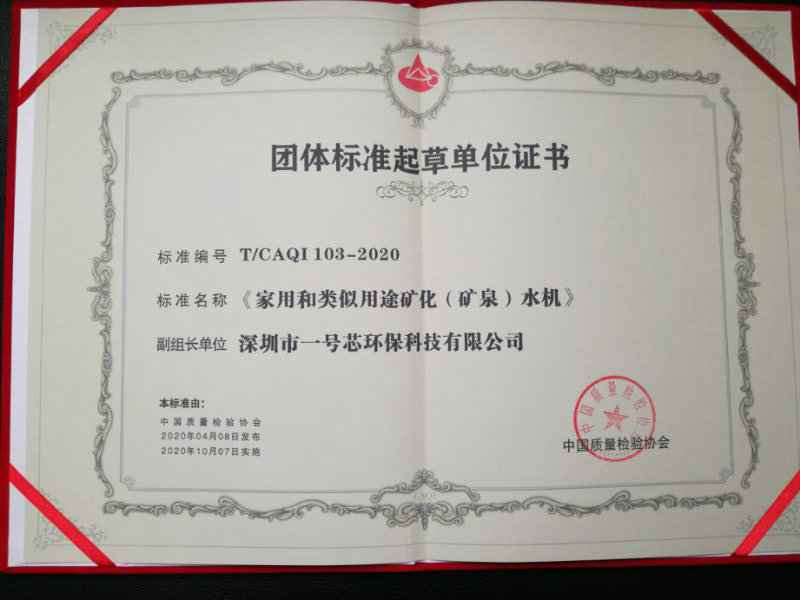 团体标准起草单位证书
标准编号 T/CAQI 103-2020
标准名称 《家用和类似用途矿化（矿泉）水机》
副组长单位 深圳市一号芯环保科技有限公司
本标准由：
中国质量检验协会
2020年04月08日发布
2020年10月07日实施
中国质量检验协会
中国质量检验协会
CAQI